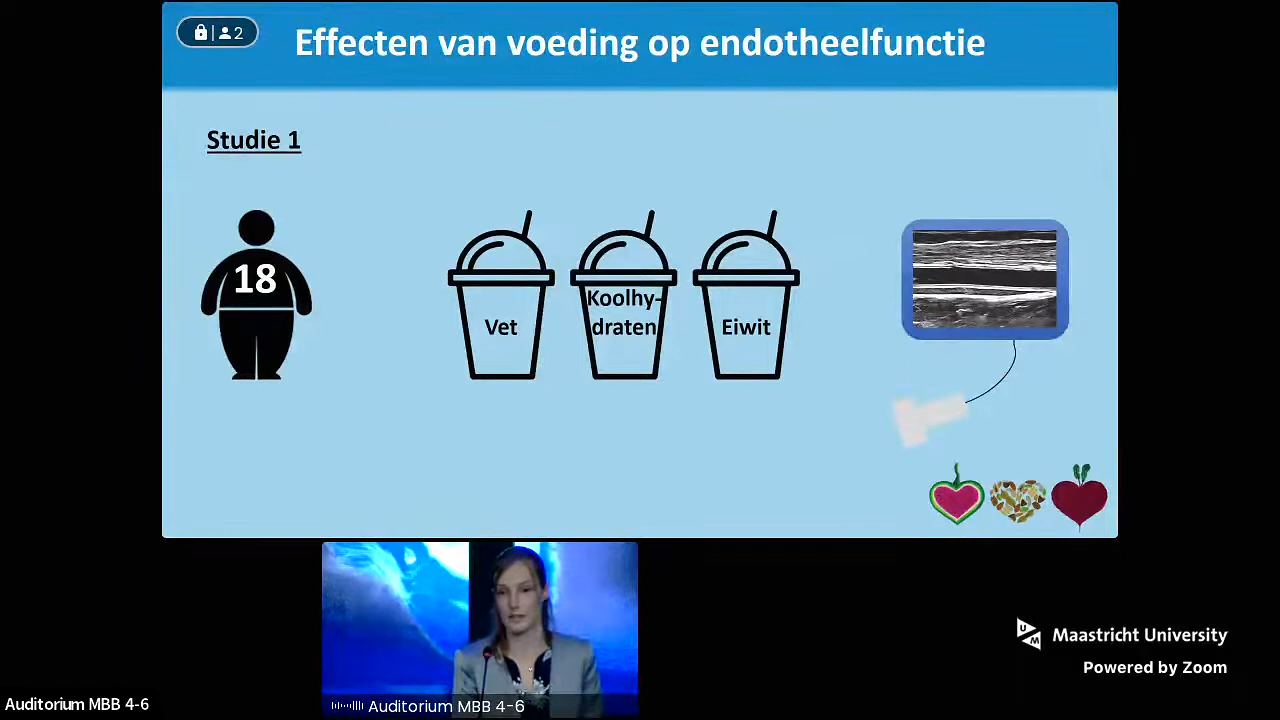 2
Effecten van voeding op endotheelfunctie
Studie 1
18
Vet
Koolhy-
draten
Eiwit
UM
Maastricht University
Powered by Zoom
Auditorium MBB 4-6
Auditorium MBB 4-6